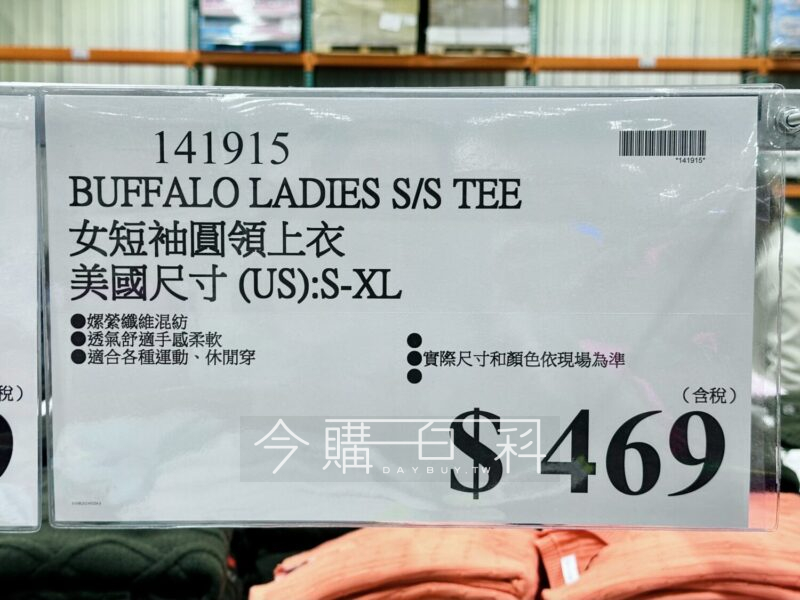 141915
*141915*
BUFFALO LADIES S/S TEE
女短袖圓領上衣
美國尺寸 (US):S-XL
●嫘縈纖維混紡
●透氣舒適手感柔軟
●適合各種運動、休閒穿
●
●實際尺寸和顏色依現場為準
●
稅）
9
（含稅）
$ 469
今購百科
DAYBUY.TW